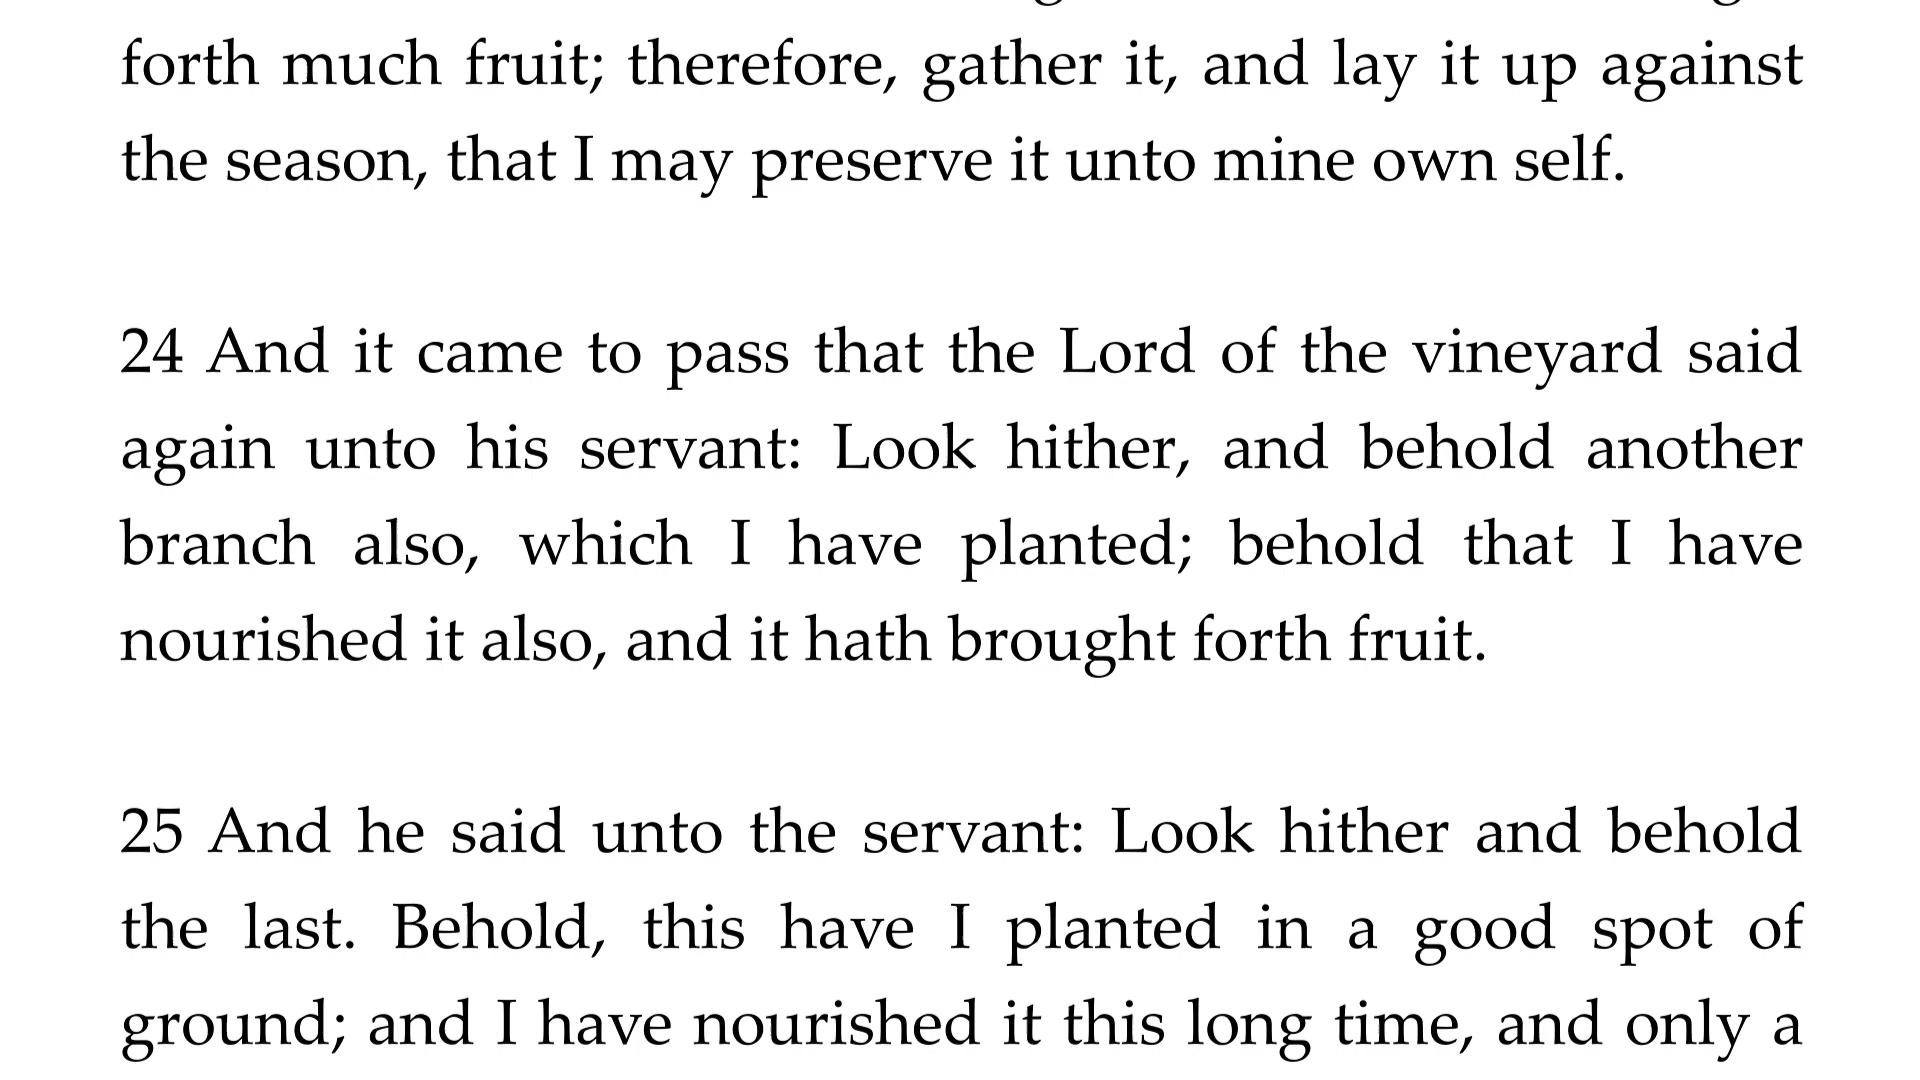 forth much fruit; therefore, gather it, and lay it up against
the season, that I may preserve it unto mine own self.
24 And it came to pass that the Lord of the vineyard said
again unto his servant: Look hither, and behold another
branch also, which I have planted; behold that I have
nourished it also, and it hath brought forth fruit.
25 And he said unto the servant: Look hither and behold
the last. Behold, this have I planted in a good spot of
ground; and I have nourished it this long time, and only a